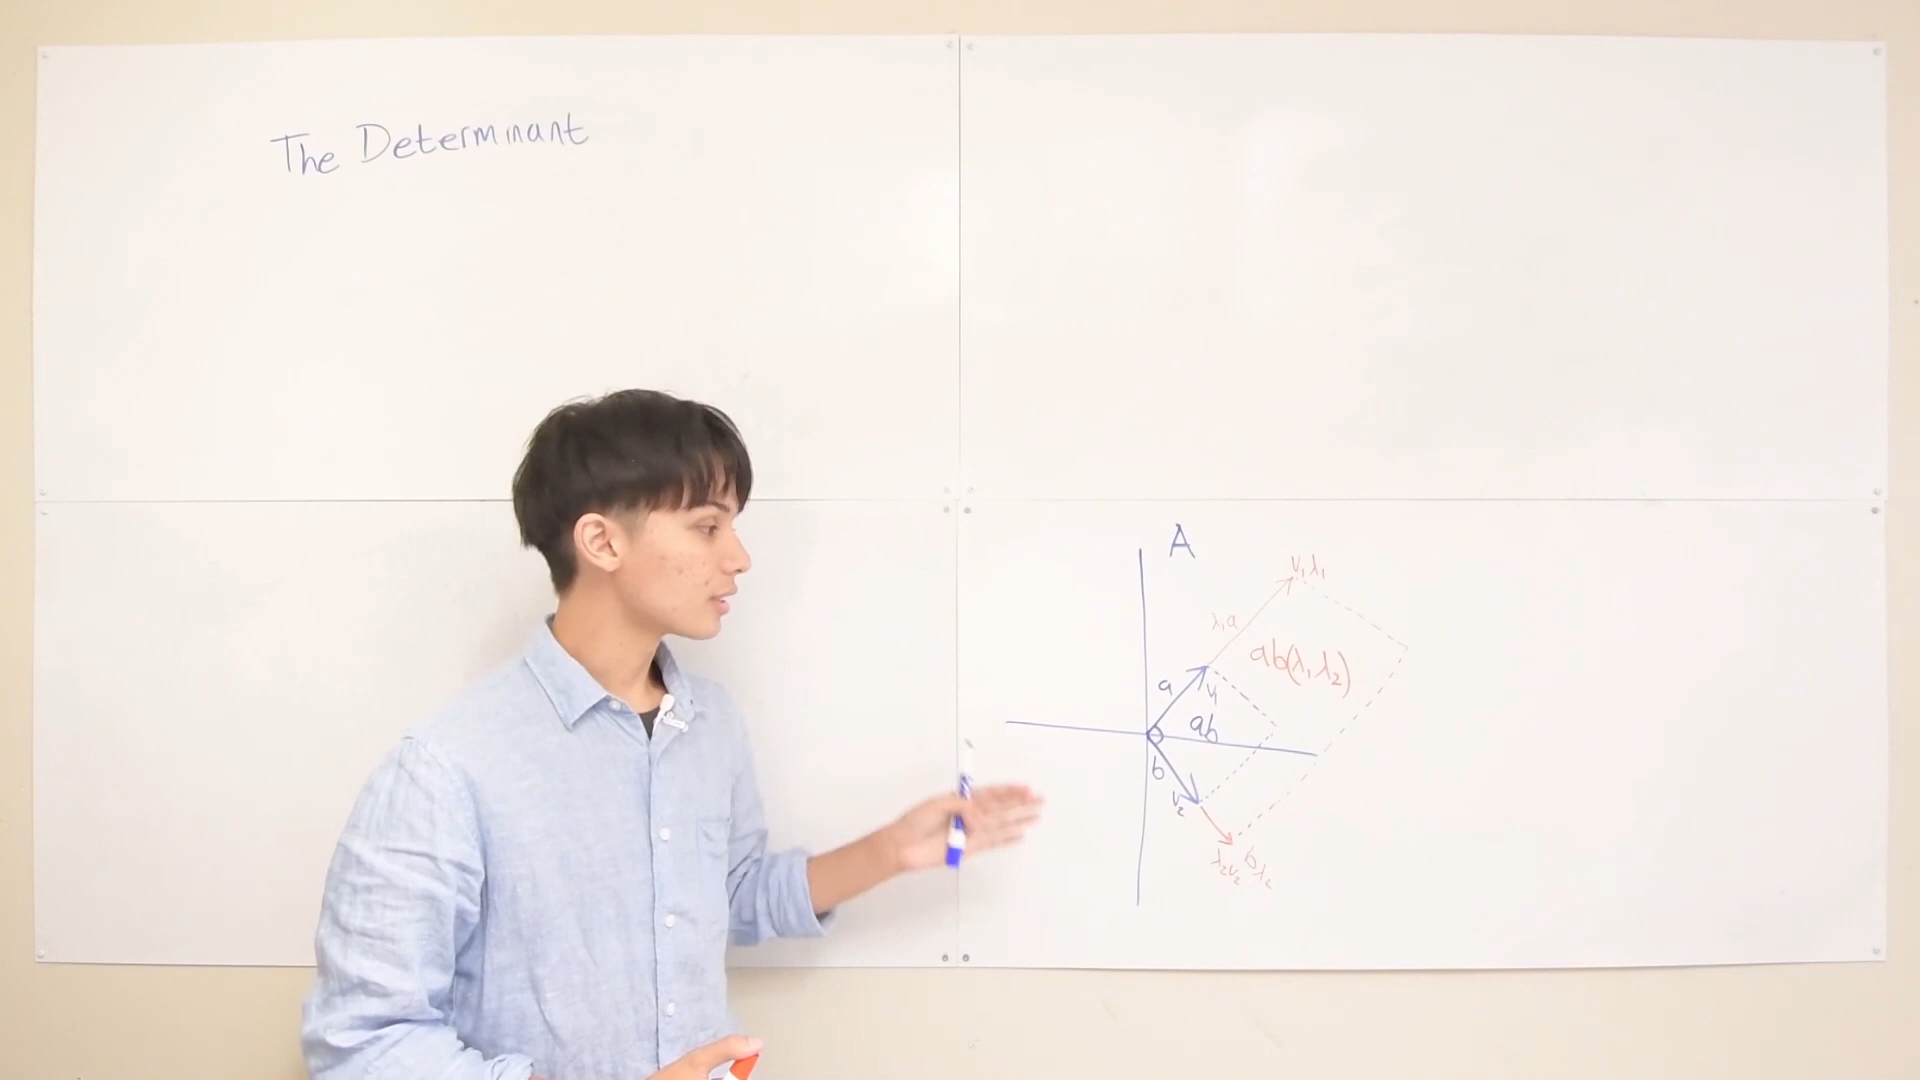 The Determinant
A
v₁λ₁
λ₁a
ab(λ₁λ₂)
a
v₁
ab
b
v₂
λ₂v₂
bλ₂